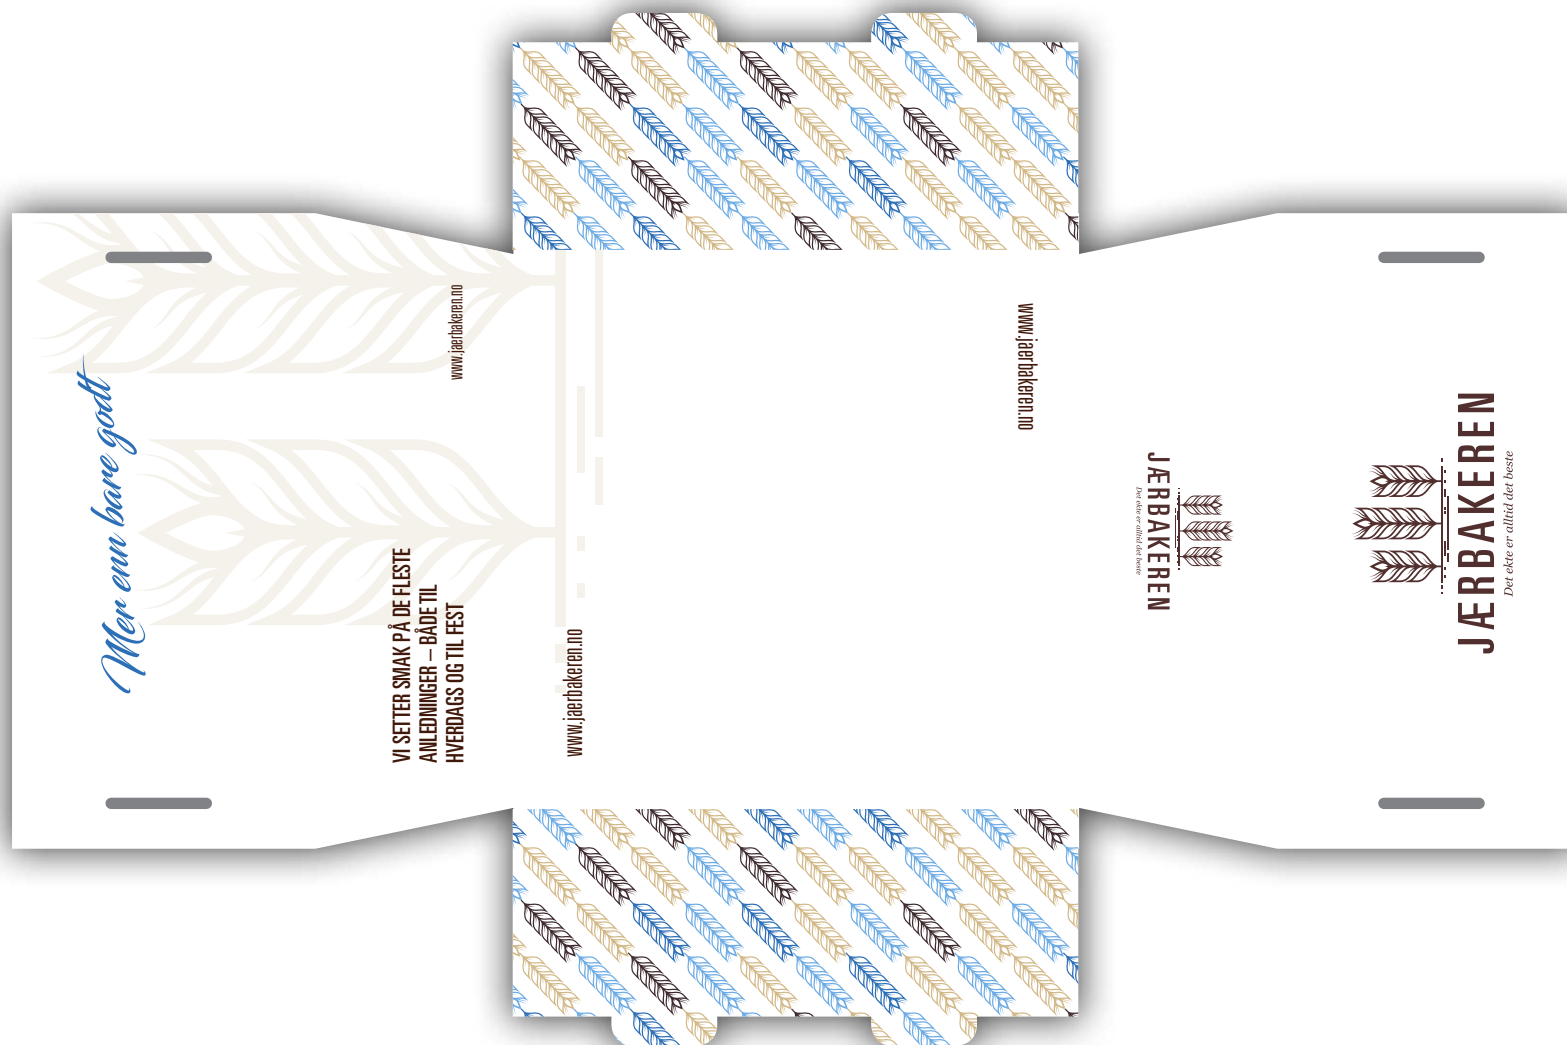 Mer enn bare godt
www.jaerbakeren.no
VI SETTER SMAK PÅ DE FLESTE
ANLEDNINGER – BÅDE TIL
HVERDAGS OG TIL FEST
www.jaerbakeren.no
www.jaerbakeren.no
JÆRBAKEREN
Det ekte er alltid det beste
JÆRBAKEREN
Det ekte er alltid det beste